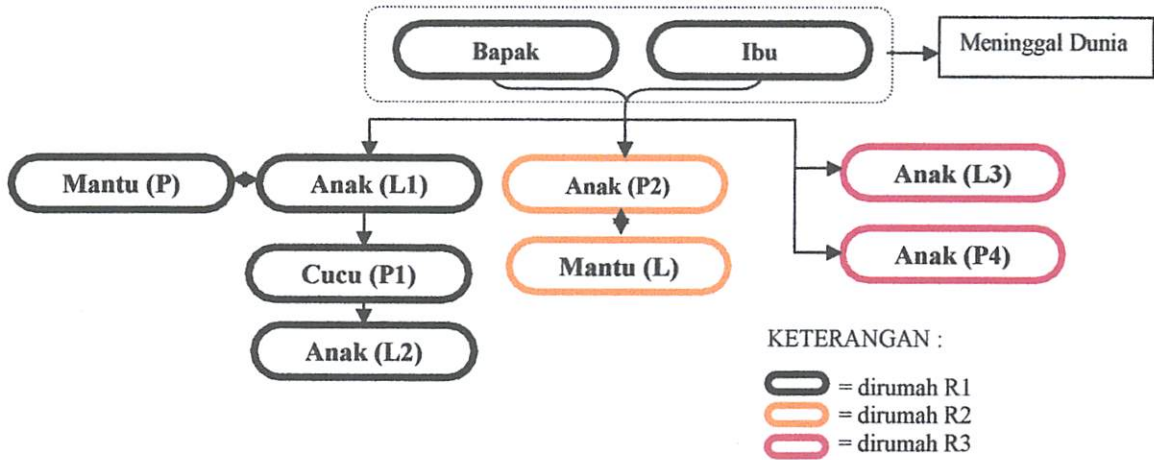 Bapak
Ibu
Meninggal Dunia
Mantu (P)
Anak (L1)
Anak (P2)
Anak (L3)
Cucu (P1)
Mantu (L)
Anak (P4)
Anak (L2)
KETERANGAN :
= dirumah R1
= dirumah R2
= dirumah R3